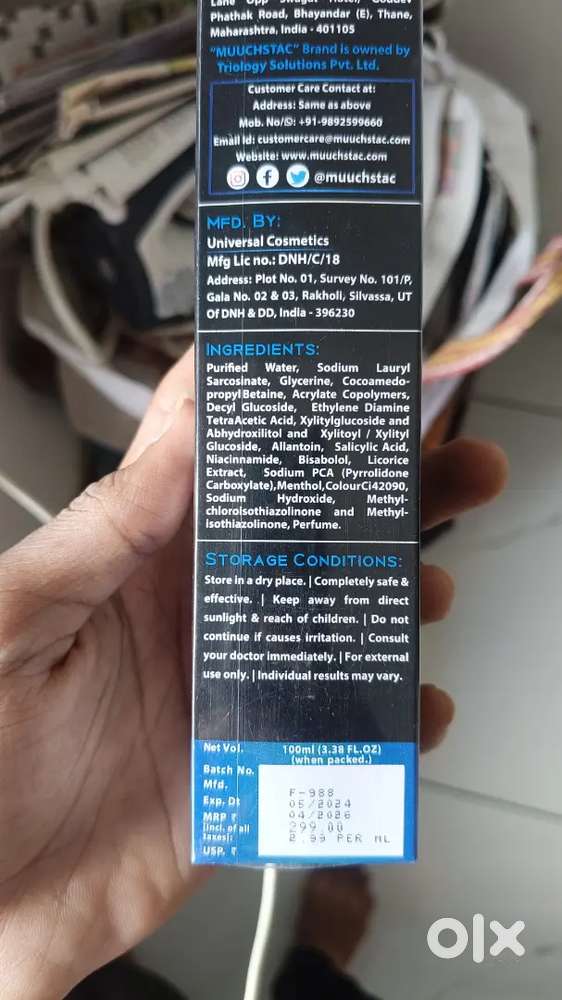 Lane Opp Swagat Hotel, Goddev
Phathak Road, Bhayandar (E), Thane,
Maharashtra, India - 401105
"MUUCHSTAC" Brand is owned by
Triology Solutions Pvt. Ltd.
Customer Care Contact at:
Address: Same as above
Mob. No/: +91-9892599660
Email Id: customercare@muuchstac.com
Website: www.muuchstac.com
@muuchstac
MFD. BY:
Universal Cosmetics
Mfg Lic no.: DNH/C/18
Address: Plot No. 01, Survey No. 101/P,
Gala No. 02 & 03, Rakholi, Silvassa, UT
Of DNH & DD, India - 396230
INGREDIENTS:
Purified Water, Sodium Lauryl
Sarcosinate, Glycerine, Cocoamedo-
propyl Betaine, Acrylate Copolymers,
Decyl Glucoside, Ethylene Diamine
TetraAcetic Acid, Xylitylglucoside and
Abhydroxilitol and Xylitoyl / Xylityl
Glucoside, Allantoin, Salicylic Acid,
Niacinnamide, Bisabolol, Licorice
Extract, Sodium PCA (Pyrrolidone
Carboxylate),Menthol,ColourCi42090,
Sodium Hydroxide, Methyl-
chloroisothiazolinone and Methyl-
Isothiazolinone, Perfume.
STORAGE CONDITIONS:
Store in a dry place. | Completely safe &
effective. | Keep away from direct
sunlight & reach of children. | Do not
continue if causes irritation. | Consult
your doctor immediately. | For external
use only. | Individual results may vary.
Net Vol. 100ml (3.38 FL.OZ)
(when packed.)
Batch No. F-988
Mfd. 05/2024
Exp. Dt 04/2026
MRP ₹ 299.00
(incl. of all
taxes):
USP. ₹ 2.99 PER ML
olx